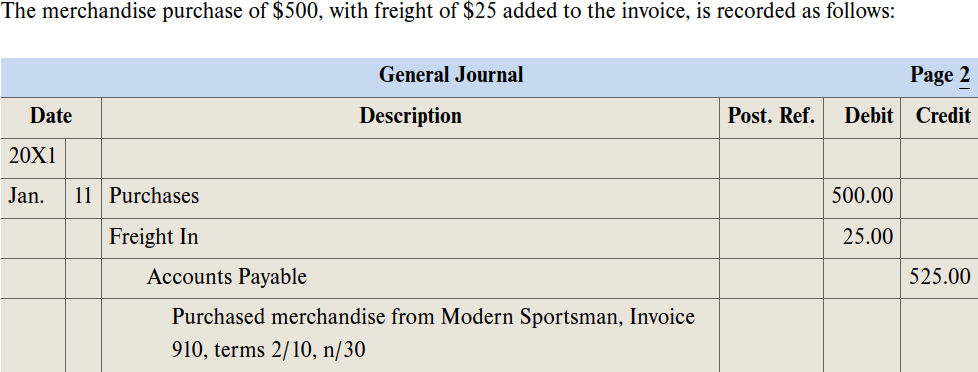 The merchandise purchase of $500, with freight of $25 added to the invoice, is recorded as follows:
General Journal Page 2
Date Description Post. Ref. Debit Credit
20X1
Jan. 11 Purchases 500.00
Freight In 25.00
Accounts Payable 525.00
Purchased merchandise from Modern Sportsman, Invoice
910, terms 2/10, n/30